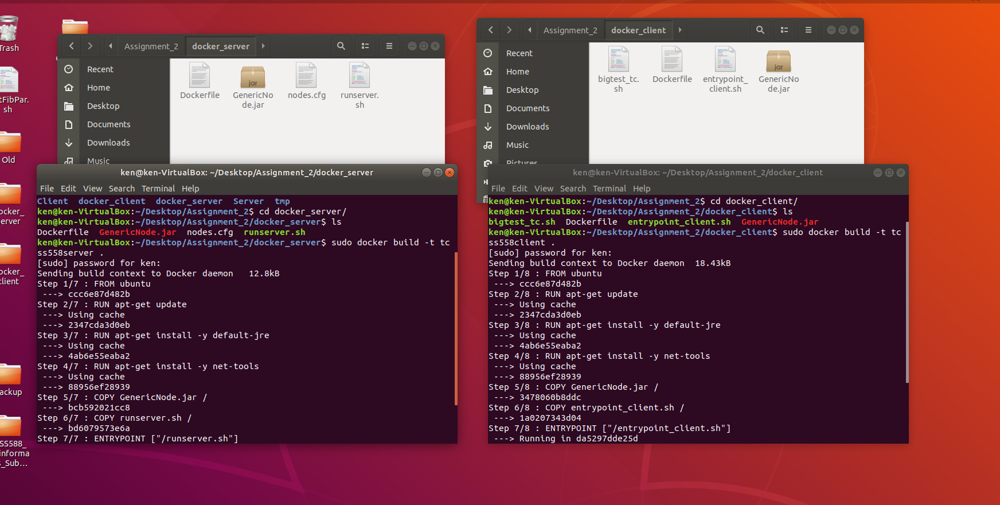 Trash
tFibPar.
sh
Old
ocker_
erver
ocker_
lient
ackup
SS588_
informa
s_Sub...
Assignment_2
docker_server
Recent
Home
Desktop
Documents
Downloads
Music
Dockerfile
jar
GenericNo
de.jar
nodes.cfg
runserver.
sh
Assignment_2
docker_client
Recent
Home
Desktop
Documents
Downloads
Music
Pictures
bigtest_tc.
sh
Dockerfile
entrypoint_
client.sh
jar
GenericNo
de.jar
ken@ken-VirtualBox: ~/Desktop/Assignment_2/docker_server
File Edit View Search Terminal Help
Client docker_client docker_server Server tmp
ken@ken-VirtualBox:~/Desktop/Assignment_2$ cd docker_server/
ken@ken-VirtualBox:~/Desktop/Assignment_2/docker_server$ ls
Dockerfile GenericNode.jar nodes.cfg runserver.sh
ken@ken-VirtualBox:~/Desktop/Assignment_2/docker_server$ sudo docker build -t tc
ss558server .
[sudo] password for ken:
Sending build context to Docker daemon 12.8kB
Step 1/7 : FROM ubuntu
---> ccc6e87d482b
Step 2/7 : RUN apt-get update
---> Using cache
---> 2347cda3d0eb
Step 3/7 : RUN apt-get install -y default-jre
---> Using cache
---> 4ab6e55eaba2
Step 4/7 : RUN apt-get install -y net-tools
---> Using cache
---> 88956ef28939
Step 5/7 : COPY GenericNode.jar /
---> bcb592021cc8
Step 6/7 : COPY runserver.sh /
---> bd6079573e6a
Step 7/7 : ENTRYPOINT ["/runserver.sh"]
ken@ken-VirtualBox: ~/Desktop/Assignment_2/docker_client
File Edit View Search Terminal Help
ken@ken-VirtualBox:~/Desktop/Assignment_2$ cd docker_client/
ken@ken-VirtualBox:~/Desktop/Assignment_2/docker_client$ ls
bigtest_tc.sh Dockerfile entrypoint_client.sh GenericNode.jar
ken@ken-VirtualBox:~/Desktop/Assignment_2/docker_client$ sudo docker build -t tc
ss558client .
[sudo] password for ken:
Sending build context to Docker daemon 18.43kB
Step 1/8 : FROM ubuntu
---> ccc6e87d482b
Step 2/8 : RUN apt-get update
---> Using cache
---> 2347cda3d0eb
Step 3/8 : RUN apt-get install -y default-jre
---> Using cache
---> 4ab6e55eaba2
Step 4/8 : RUN apt-get install -y net-tools
---> Using cache
---> 88956ef28939
Step 5/8 : COPY GenericNode.jar /
---> 3478060b8ddc
Step 6/8 : COPY entrypoint_client.sh /
---> 1a0207343d04
Step 7/8 : ENTRYPOINT ["/entrypoint_client.sh"]
---> Running in da5297dde25d